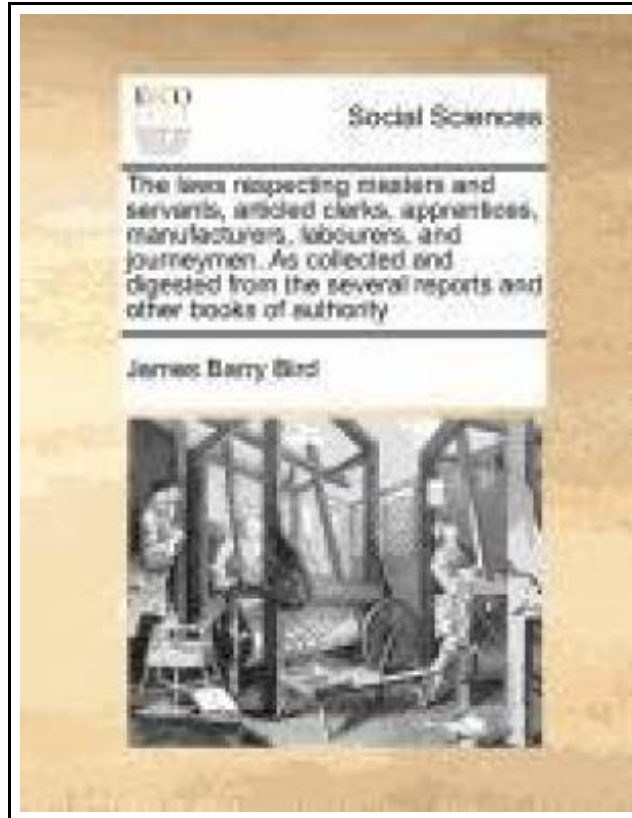 ECCO
Social Sciences
The laws respecting masters and
servants, articled clerks, apprentices,
manufacturers, labourers, and
journeymen. As collected and
digested from the several reports and
other books of authority
James Barry Bird